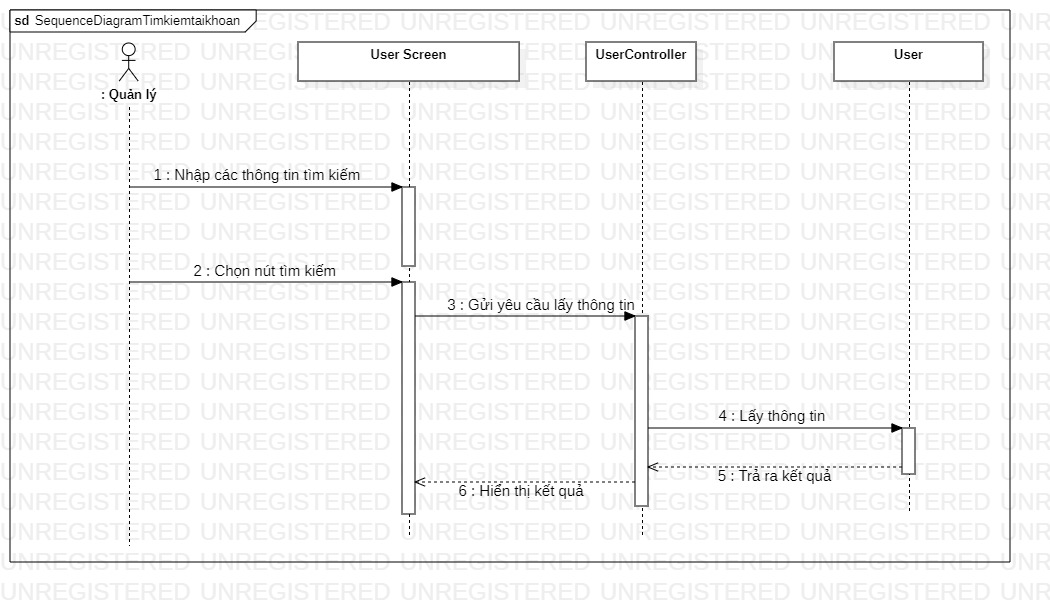 sd SequenceDiagramTimkiemtaikhoan
User Screen
UserController
User
: Quản lý
1 : Nhập các thông tin tìm kiếm
2 : Chọn nút tìm kiếm
3 : Gửi yêu cầu lấy thông tin
4 : Lấy thông tin
5 : Trả ra kết quả
6 : Hiển thị kết quả
UNREGISTERED